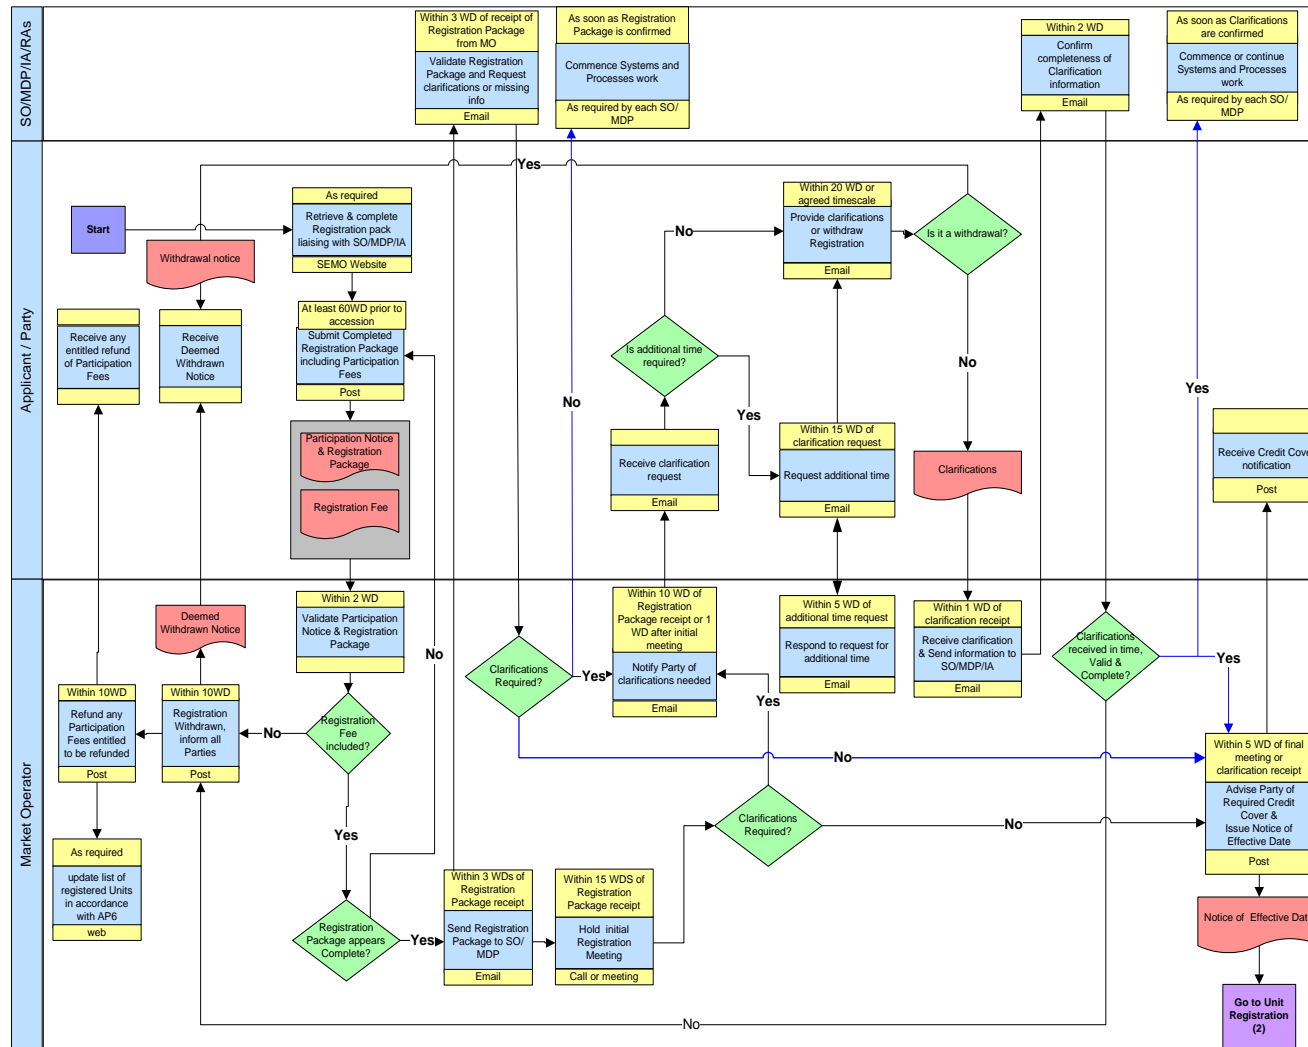 SO/MDP/IA/RAs
Within 3 WD of receipt of
Registration Package
from MO
Validate Registration
Package and Request
clarifications or missing
info
Email
As soon as Registration
Package is confirmed
Commence Systems and
Processes work
As required by each SO/
MDP
Within 2 WD
Confirm
completeness of
Clarification
information
Email
As soon as Clarifications
are confirmed
Commence or continue
Systems and Processes
work
As required by each SO/
MDP
Applicant / Party
Start
As required
Retrieve & complete
Registration pack
liaising with SO/MDP/IA
SEMO Website
Withdrawal notice
Yes
Within 20 WD or
agreed timescale
Provide clarifications
or withdraw
Registration
Email
Is it a withdrawal?
No
Receive any
entitled refund
of Participation
Fees
Receive
Deemed
Withdrawn
Notice
At least 60WD prior to
accession
Submit Completed
Registration Package
including Participation
Fees
Post
Is additional time
required?
No
No
Yes
Yes
Participation Notice
& Registration
Package
Registration Fee
Receive clarification
request
Email
Within 15 WD of
clarification request
Request additional time
Email
Clarifications
Receive Credit Cove
notification
Post
Market Operator
Deemed
Withdrawn Notice
Within 2 WD
Validate Participation
Notice & Registration
Package
No
Clarifications
Required?
Yes
Within 10 WD of
Registration
Package receipt or 1
WD after initial
meeting
Notify Party of
clarifications needed
Email
Within 5 WD of
additional time request
Respond to request for
additional time
Email
Within 1 WD of
clarification receipt
Receive clarification
& Send information to
SO/MDP/IA
Email
Clarifications
received in time,
Valid &
Complete?
Yes
Within 10WD
Refund any
Participation
Fees entitled
to be refunded
Post
Within 10WD
Registration
Withdrawn,
inform all
Parties
Post
No
Registration
Fee
included?
Yes
No
Within 5 WD of final
meeting or
clarification receipt
Advise Party of
Required Credit
Cover &
Issue Notice of
Effective Date
Post
Yes
Clarifications
Required?
No
As required
update list of
registered Units
in accordance
with AP6
web
Registration
Package appears
Complete?
Yes
Within 3 WDs of
Registration
Package receipt
Send Registration
Package to SO/
MDP
Email
Within 15 WDS of
Registration
Package receipt
Hold initial
Registration
Meeting
Call or meeting
Notice of Effective Dat
Go to Unit
Registration
(2)
No